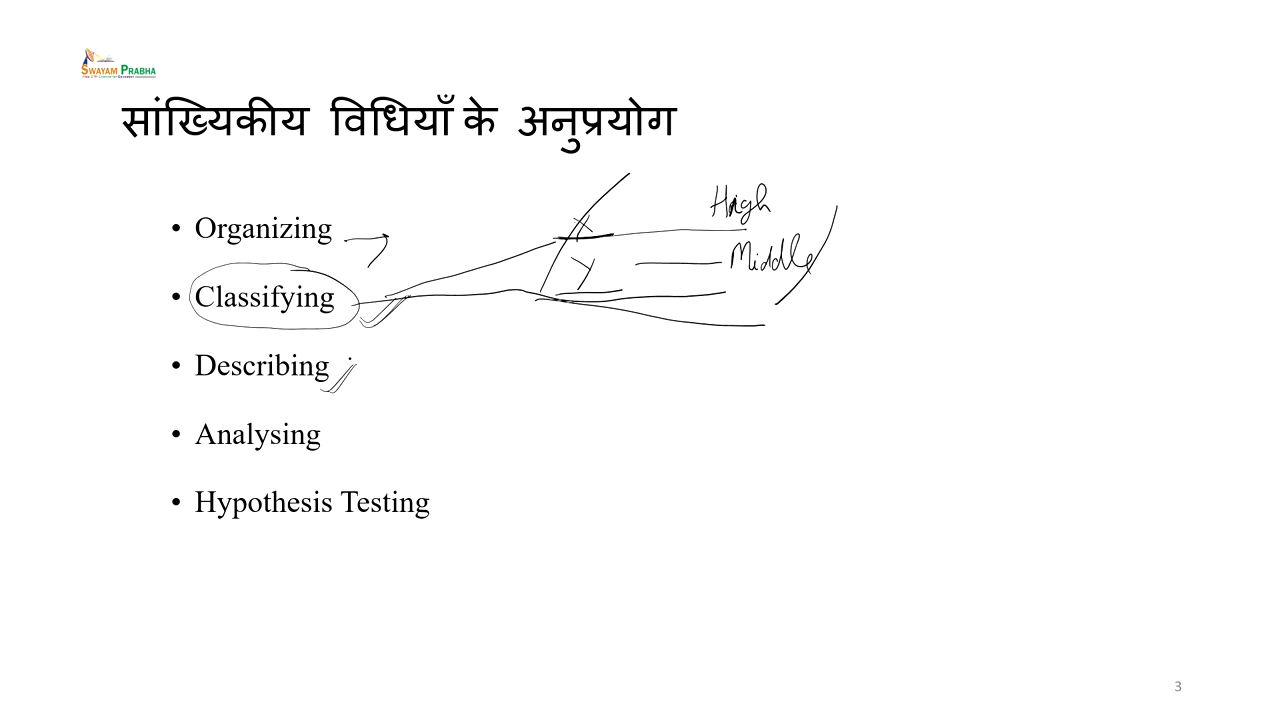 SWAYAM PRABHA
सांख्यिकीय विधियाँ के अनुप्रयोग
• Organizing
• Classifying
• Describing
• Analysing
• Hypothesis Testing
X
High
Y
Middle
3